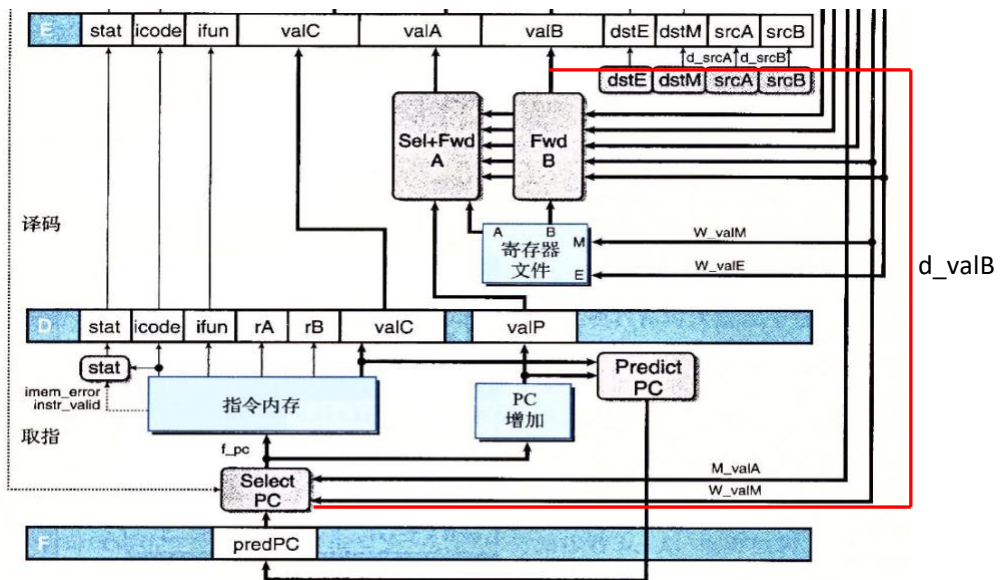 E stat icode ifun valC valA valB dstE dstM srcA srcB
d_srcA d_srcB
dstE dstM srcA srcB
Sel+Fwd
A
Fwd
B
译码
A B M
寄存器
文件 E
W_valM
W_valE
d_valB
D stat icode ifun rA rB valC valP
stat
Predict
PC
imem_error
instr_valid
指令内存
PC
增加
取指
f_pc
Select
PC
M_valA
W_valM
F predPC